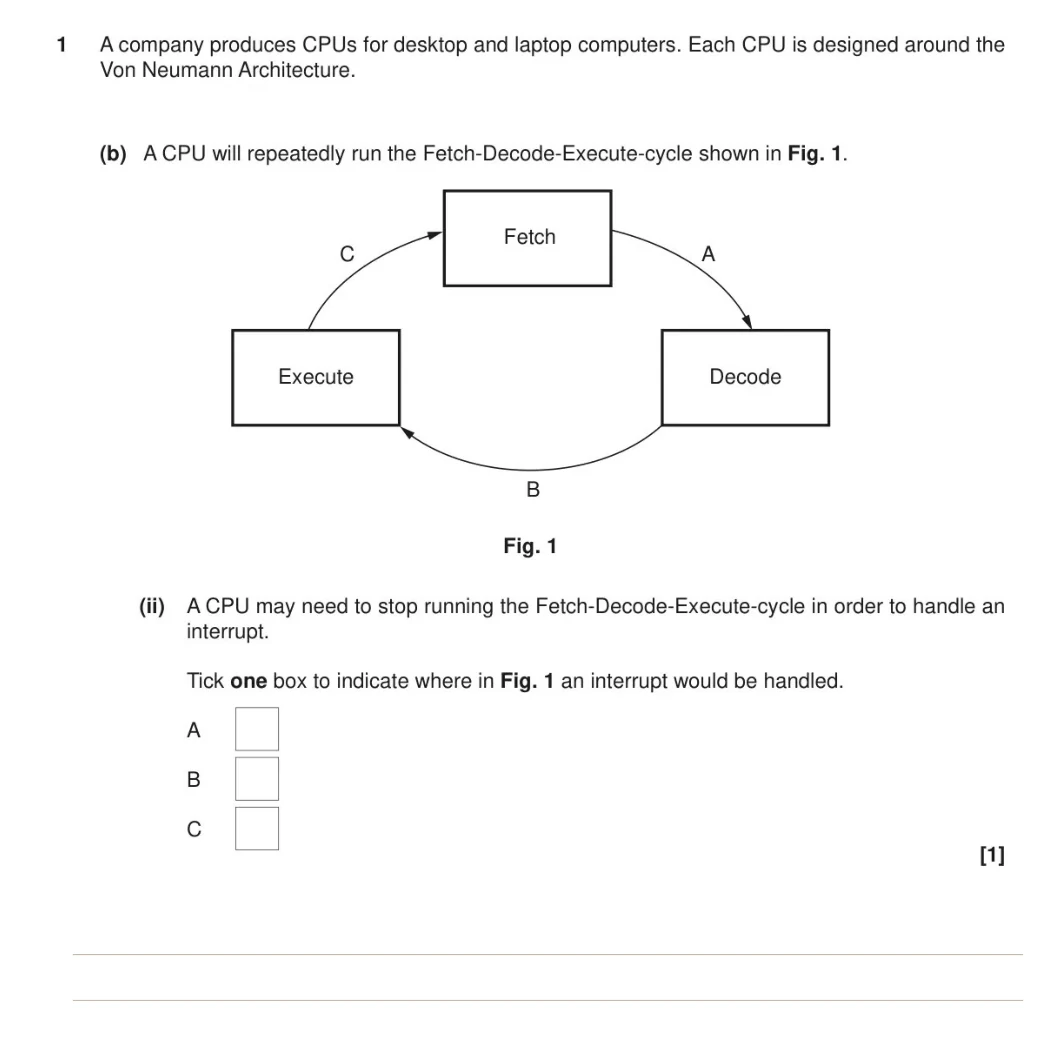 1 A company produces CPUs for desktop and laptop computers. Each CPU is designed around the
Von Neumann Architecture.
(b) A CPU will repeatedly run the Fetch-Decode-Execute-cycle shown in Fig. 1.
Fetch
C
A
Execute
Decode
B
Fig. 1
(ii) A CPU may need to stop running the Fetch-Decode-Execute-cycle in order to handle an
interrupt.
Tick one box to indicate where in Fig. 1 an interrupt would be handled.
A
B
C
[1]